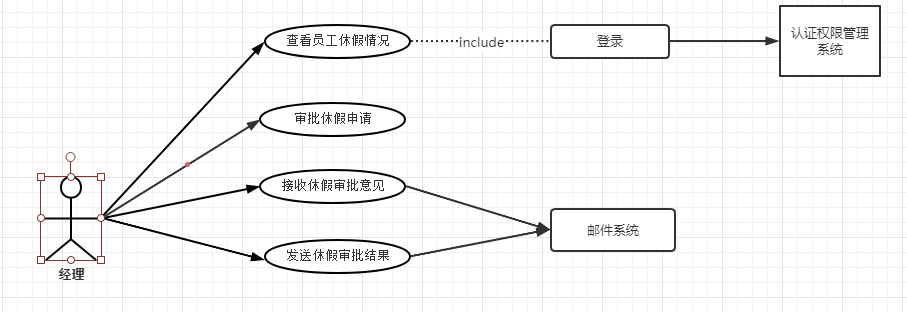 查看员工休假情况
include
登录
认证权限管理
系统
审批休假申请
接收休假审批意见
邮件系统
发送休假审批结果
经理